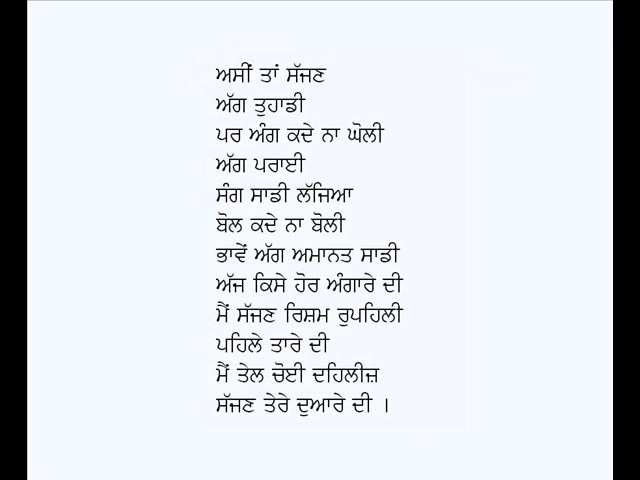 ਅਸੀਂ ਤਾਂ ਸੱਜਣ
ਅੱਗ ਤੁਹਾਡੀ
ਪਰ ਅੰਗ ਕਦੇ ਨਾ ਘੋਲੀ
ਅੱਗ ਪਰਾਈ
ਸੰਗ ਸਾਡੀ ਲੱਜਿਆ
ਬੋਲ ਕਦੇ ਨਾ ਬੋਲੀ
ਭਾਵੇਂ ਅੱਗ ਅਮਾਨਤ ਸਾਡੀ
ਅੱਜ ਕਿਸੇ ਹੋਰ ਅੰਗਾਰੇ ਦੀ
ਮੈਂ ਸੱਜਣ ਰਿਸ਼ਮ ਰੁਪਹਿਲੀ
ਪਹਿਲੇ ਤਾਰੇ ਦੀ
ਮੈਂ ਤੇਲ ਚੋਈ ਦਹਿਲੀਜ਼
ਸੱਜਣ ਤੇਰੇ ਦੁਆਰੇ ਦੀ ।